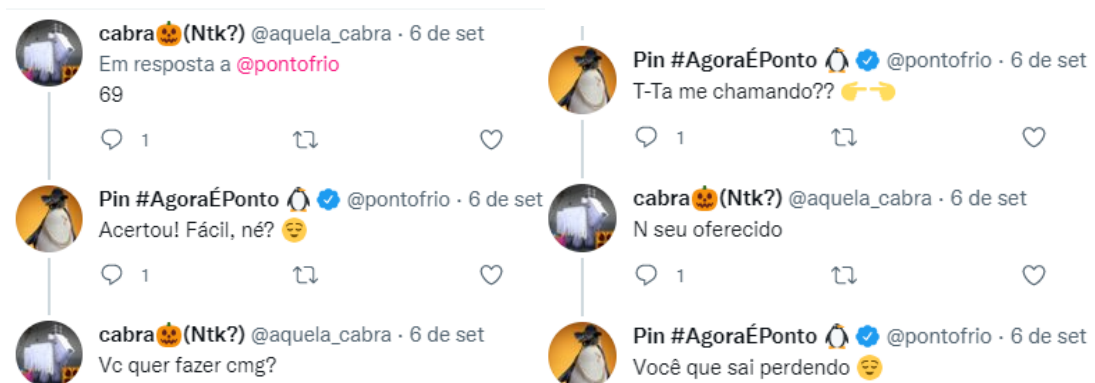 cabra🎃(Ntk?) @aquela_cabra · 6 de set
Em resposta a @pontofrio
69
1
Pin #AgoraÉPonto 🐧 @pontofrio · 6 de set
Acertou! Fácil, né? 😌
1
cabra🎃(Ntk?) @aquela_cabra · 6 de set
Vc quer fazer cmg?
Pin #AgoraÉPonto 🐧 @pontofrio · 6 de set
T-Ta me chamando?? 👉👈
1
cabra🎃(Ntk?) @aquela_cabra · 6 de set
N seu oferecido
1
Pin #AgoraÉPonto 🐧 @pontofrio · 6 de set
Você que sai perdendo 😌